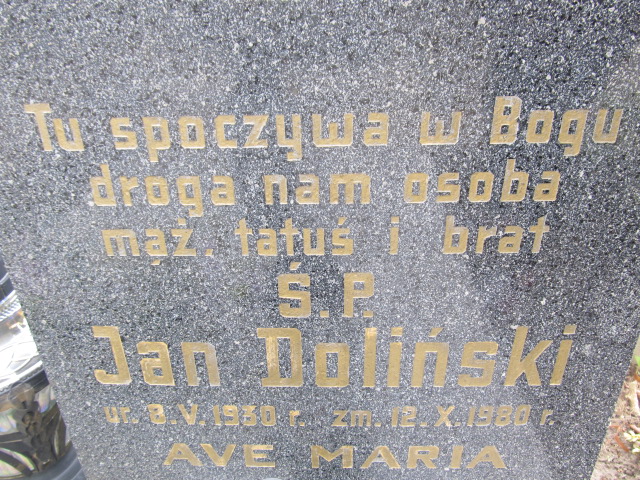 Tu spoczywa w Bogu
droga nam osoba
mąż, tatuś i brat
Ś.P.
Jan Doliński
ur. 8.V.1930 r. zm. 12.X.1980 r.
AVE MARIA